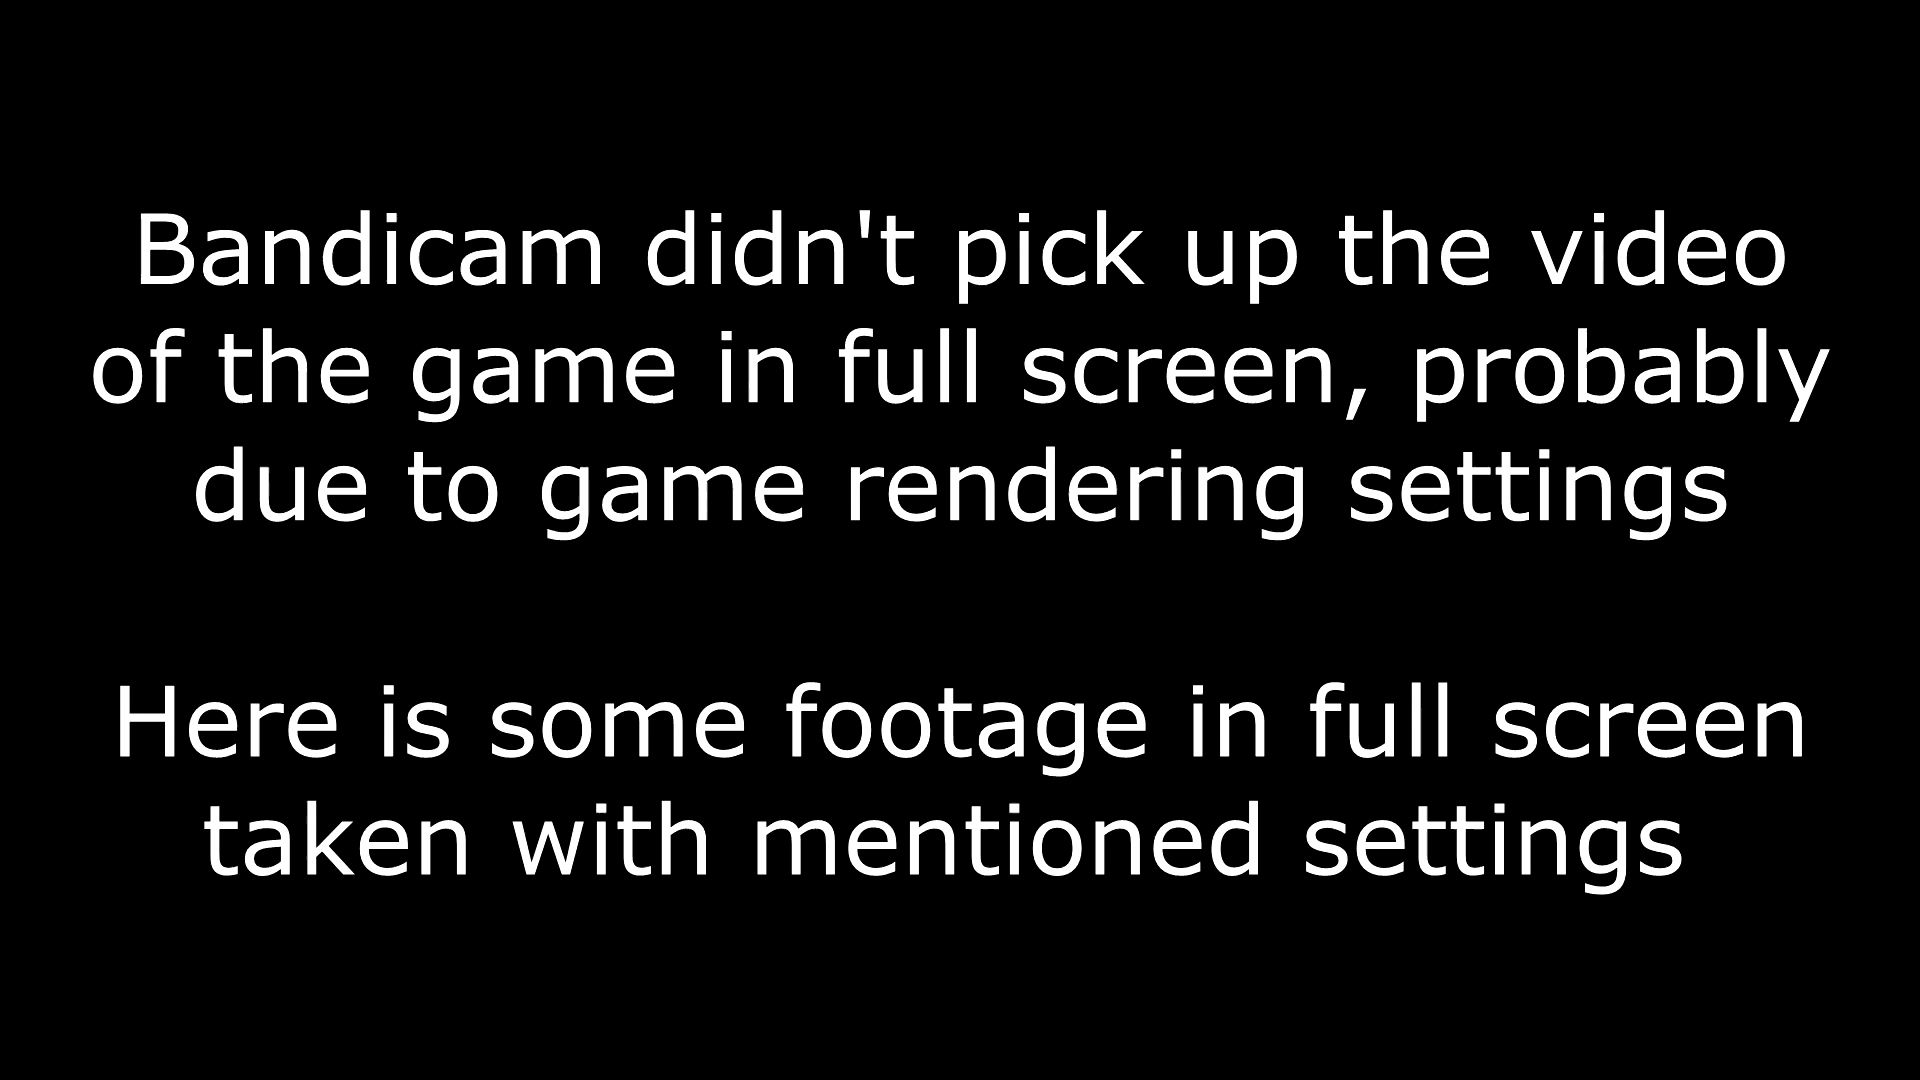 Bandicam didn't pick up the video
of the game in full screen, probably
due to game rendering settings
Here is some footage in full screen
taken with mentioned settings